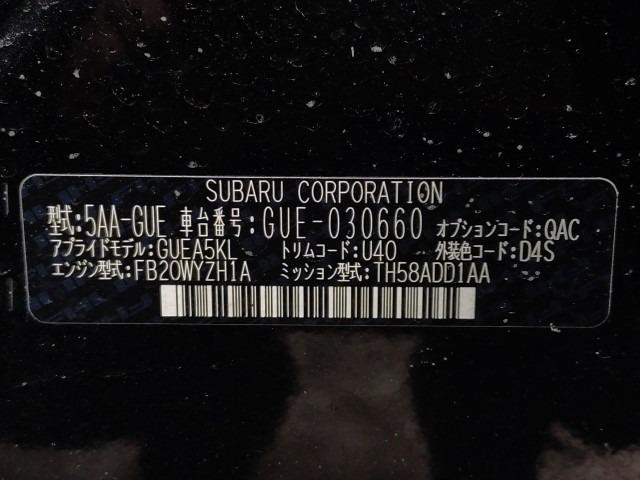 SUBARU CORPORATION
型式:5AA-GUE 車台番号:GUE-030660 オプションコード:QAC
アプライドモデル:GUEA5KL トリムコード:U40 外装色コード:D4S
エンジン型式:FB20WYZH1A ミッション型式:TH58ADD1AA